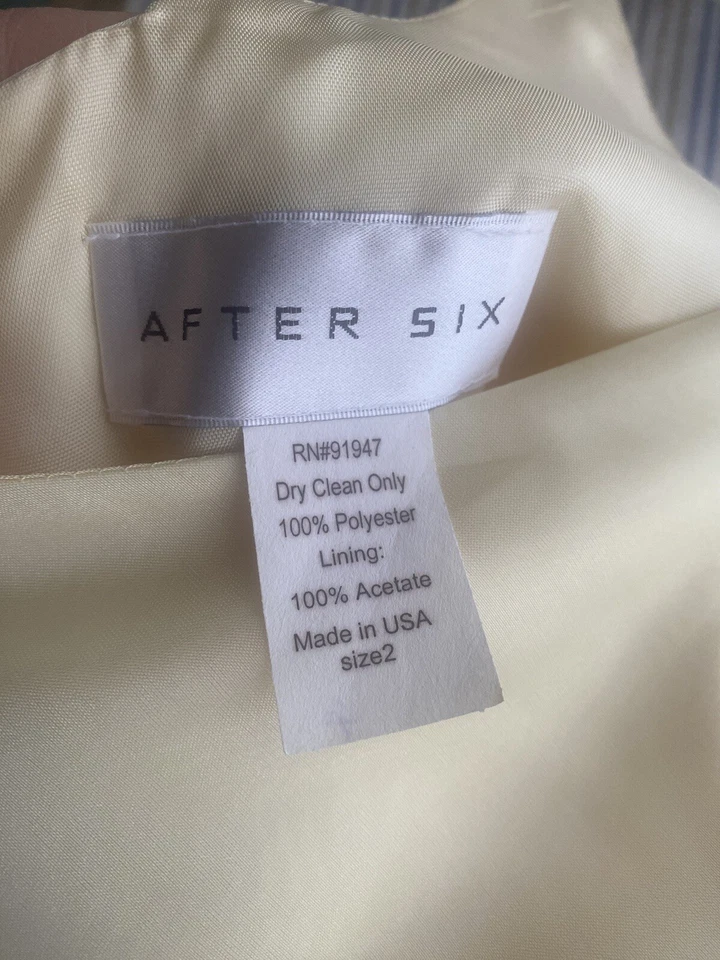 AFTER SIX
RN#91947
Dry Clean Only
100% Polyester
Lining:
100% Acetate
Made in USA
size2